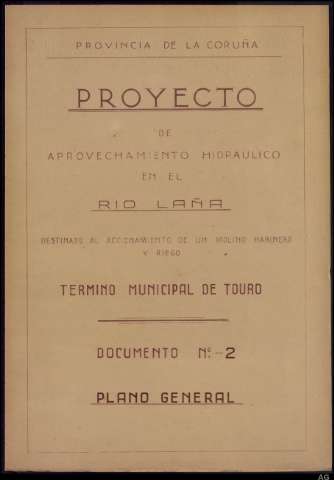 PROVINCIA DE LA CORUÑA
PROYECTO
DE
APROVECHAMIENTO HIDRAULICO
EN EL
RIO LAÑA
DESTINADO AL ACCIONAMIENTO DE UN MOLINO HARINERO
Y RIEGO
TERMINO MUNICIPAL DE TOURO
DOCUMENTO Nº-2
PLANO GENERAL
AG